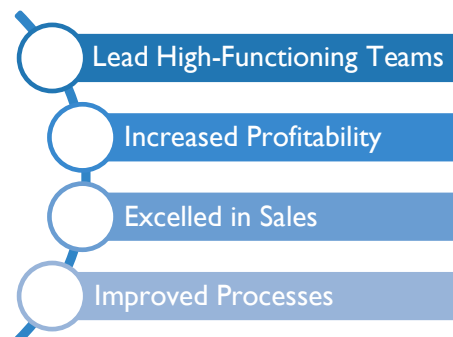 Lead High-Functioning Teams
Increased Profitability
Excelled in Sales
Improved Processes